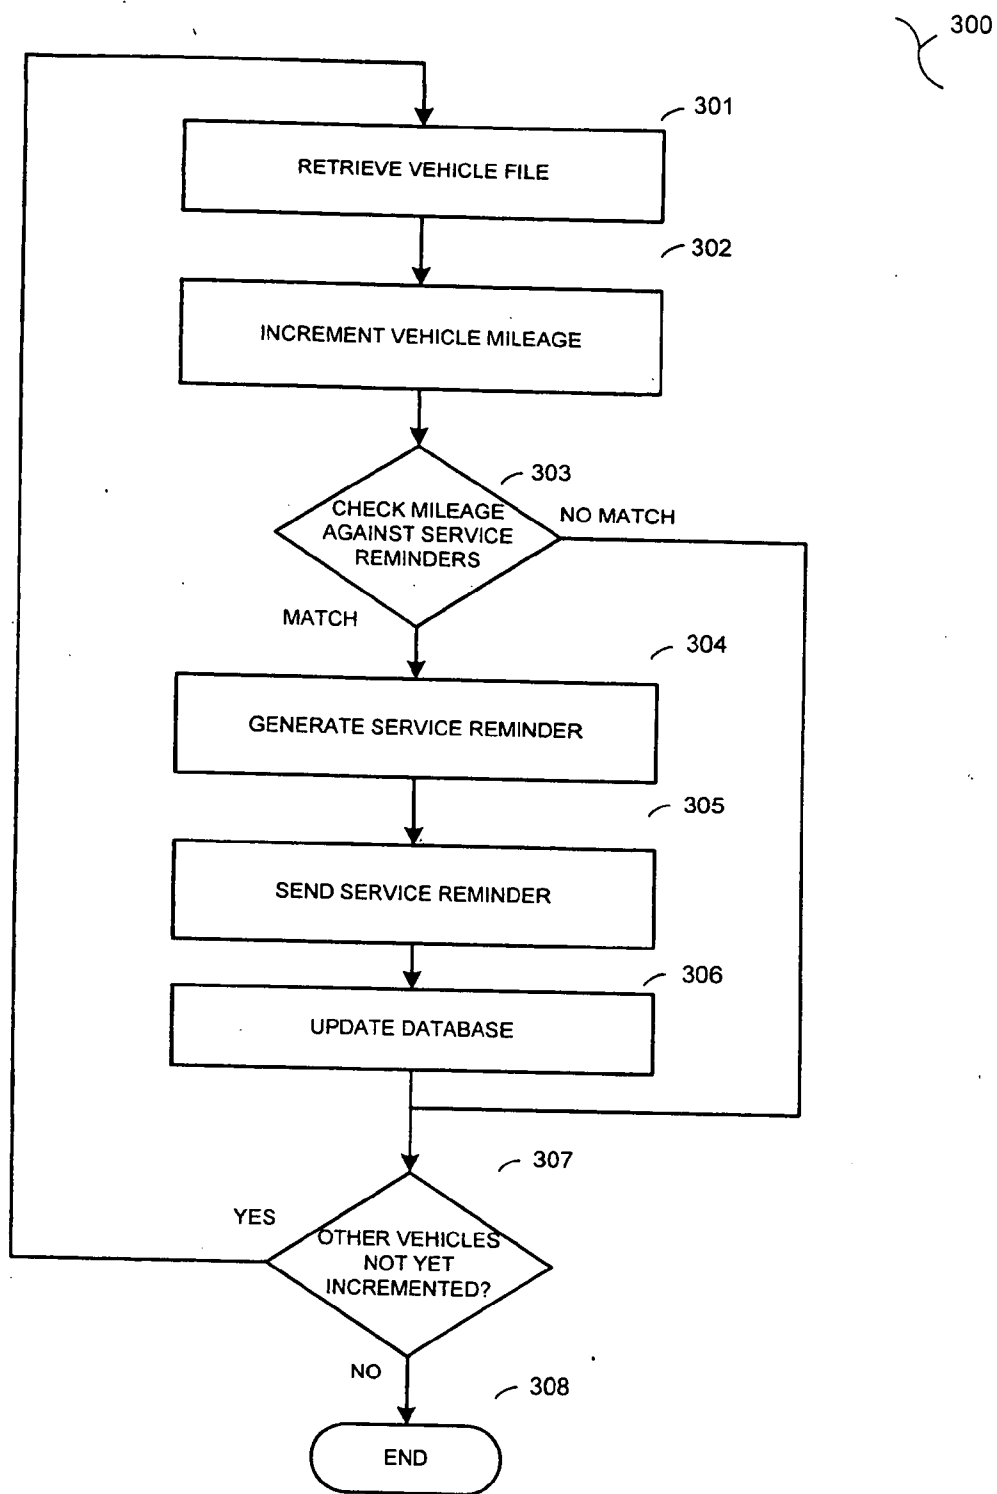 300
301
RETRIEVE VEHICLE FILE
302
INCREMENT VEHICLE MILEAGE
303
CHECK MILEAGE
AGAINST SERVICE
REMINDERS
NO MATCH
MATCH
304
GENERATE SERVICE REMINDER
305
SEND SERVICE REMINDER
306
UPDATE DATABASE
307
YES
OTHER VEHICLES
NOT YET
INCREMENTED?
NO
308
END